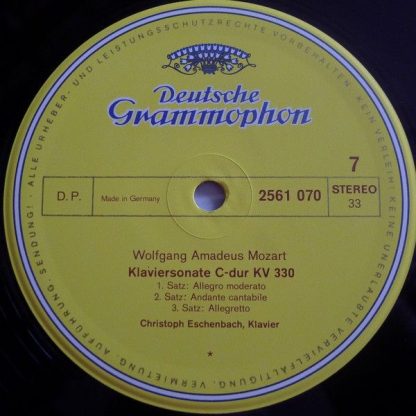 ALLE URHEBER- UND LEISTUNGSSCHUTZRECHTE VORBEHALTEN · KEIN VERLEIH! · KEINE UNERLAUBTE VERVIELFÄLTIGUNG, VERMIETUNG, AUFFÜHRUNG, SENDUNG! ·
Deutsche
Grammophon
7
D. P.
Made in Germany
2561 070
STEREO
33
Wolfgang Amadeus Mozart
Klaviersonate C-dur KV 330
1. Satz: Allegro moderato
2. Satz: Andante cantabile
3. Satz: Allegretto
Christoph Eschenbach, Klavier
*